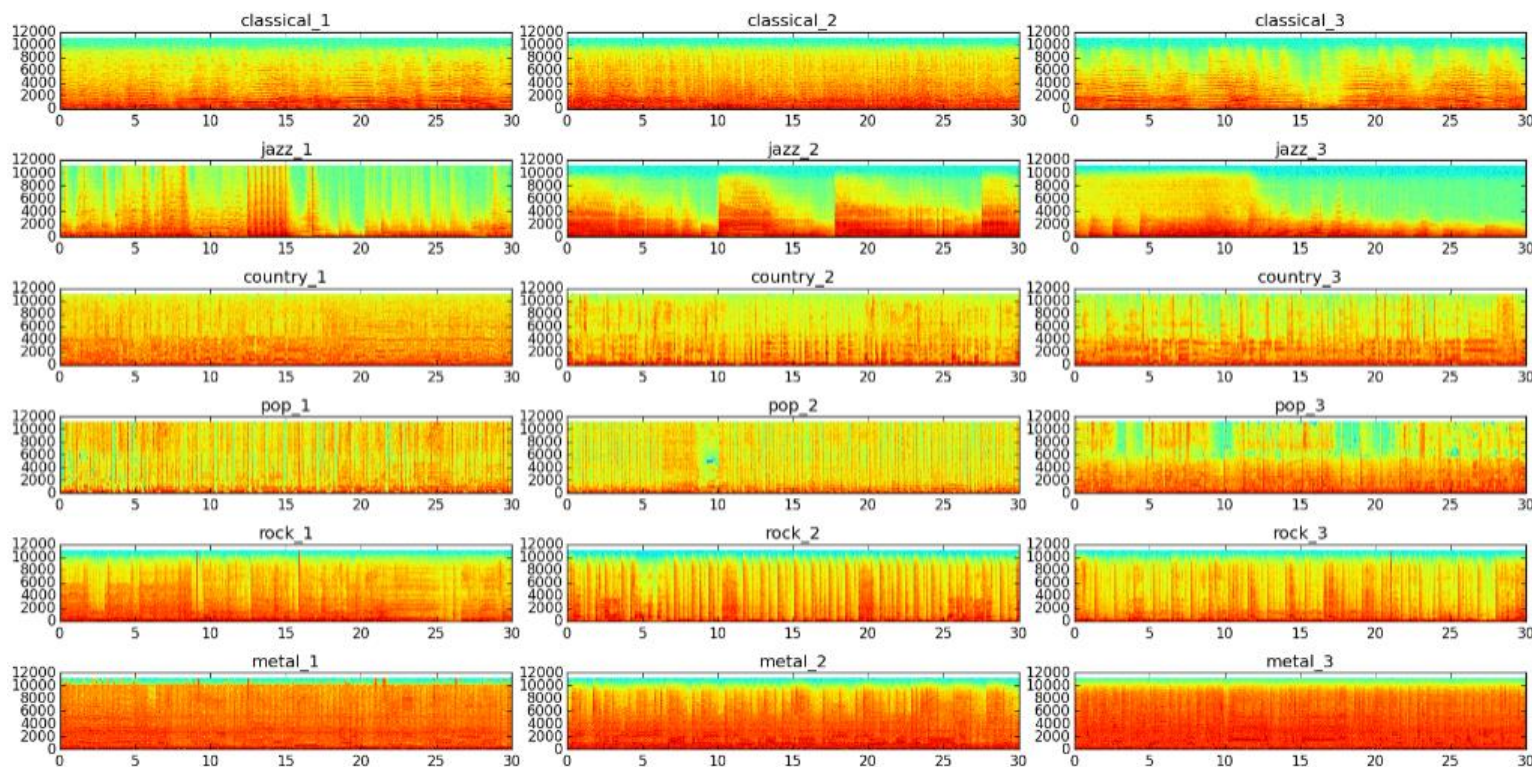 classical_1 classical_2 classical_3
12000 12000 12000
10000 10000 10000
8000 8000 8000
6000 6000 6000
4000 4000 4000
2000 2000 2000
0 0 0
0 5 10 15 20 25 30 0 5 10 15 20 25 30 0 5 10 15 20 25 30
jazz_1 jazz_2 jazz_3
12000 12000 12000
10000 10000 10000
8000 8000 8000
6000 6000 6000
4000 4000 4000
2000 2000 2000
0 0 0
0 5 10 15 20 25 30 0 5 10 15 20 25 30 0 5 10 15 20 25 30
country_1 country_2 country_3
12000 12000 12000
10000 10000 10000
8000 8000 8000
6000 6000 6000
4000 4000 4000
2000 2000 2000
0 0 0
0 5 10 15 20 25 30 0 5 10 15 20 25 30 0 5 10 15 20 25 30
pop_1 pop_2 pop_3
12000 12000 12000
10000 10000 10000
8000 8000 8000
6000 6000 6000
4000 4000 4000
2000 2000 2000
0 0 0
0 5 10 15 20 25 30 0 5 10 15 20 25 30 0 5 10 15 20 25 30
rock_1 rock_2 rock_3
12000 12000 12000
10000 10000 10000
8000 8000 8000
6000 6000 6000
4000 4000 4000
2000 2000 2000
0 0 0
0 5 10 15 20 25 30 0 5 10 15 20 25 30 0 5 10 15 20 25 30
metal_1 metal_2 metal_3
12000 12000 12000
10000 10000 10000
8000 8000 8000
6000 6000 6000
4000 4000 4000
2000 2000 2000
0 0 0
0 5 10 15 20 25 30 0 5 10 15 20 25 30 0 5 10 15 20 25 30